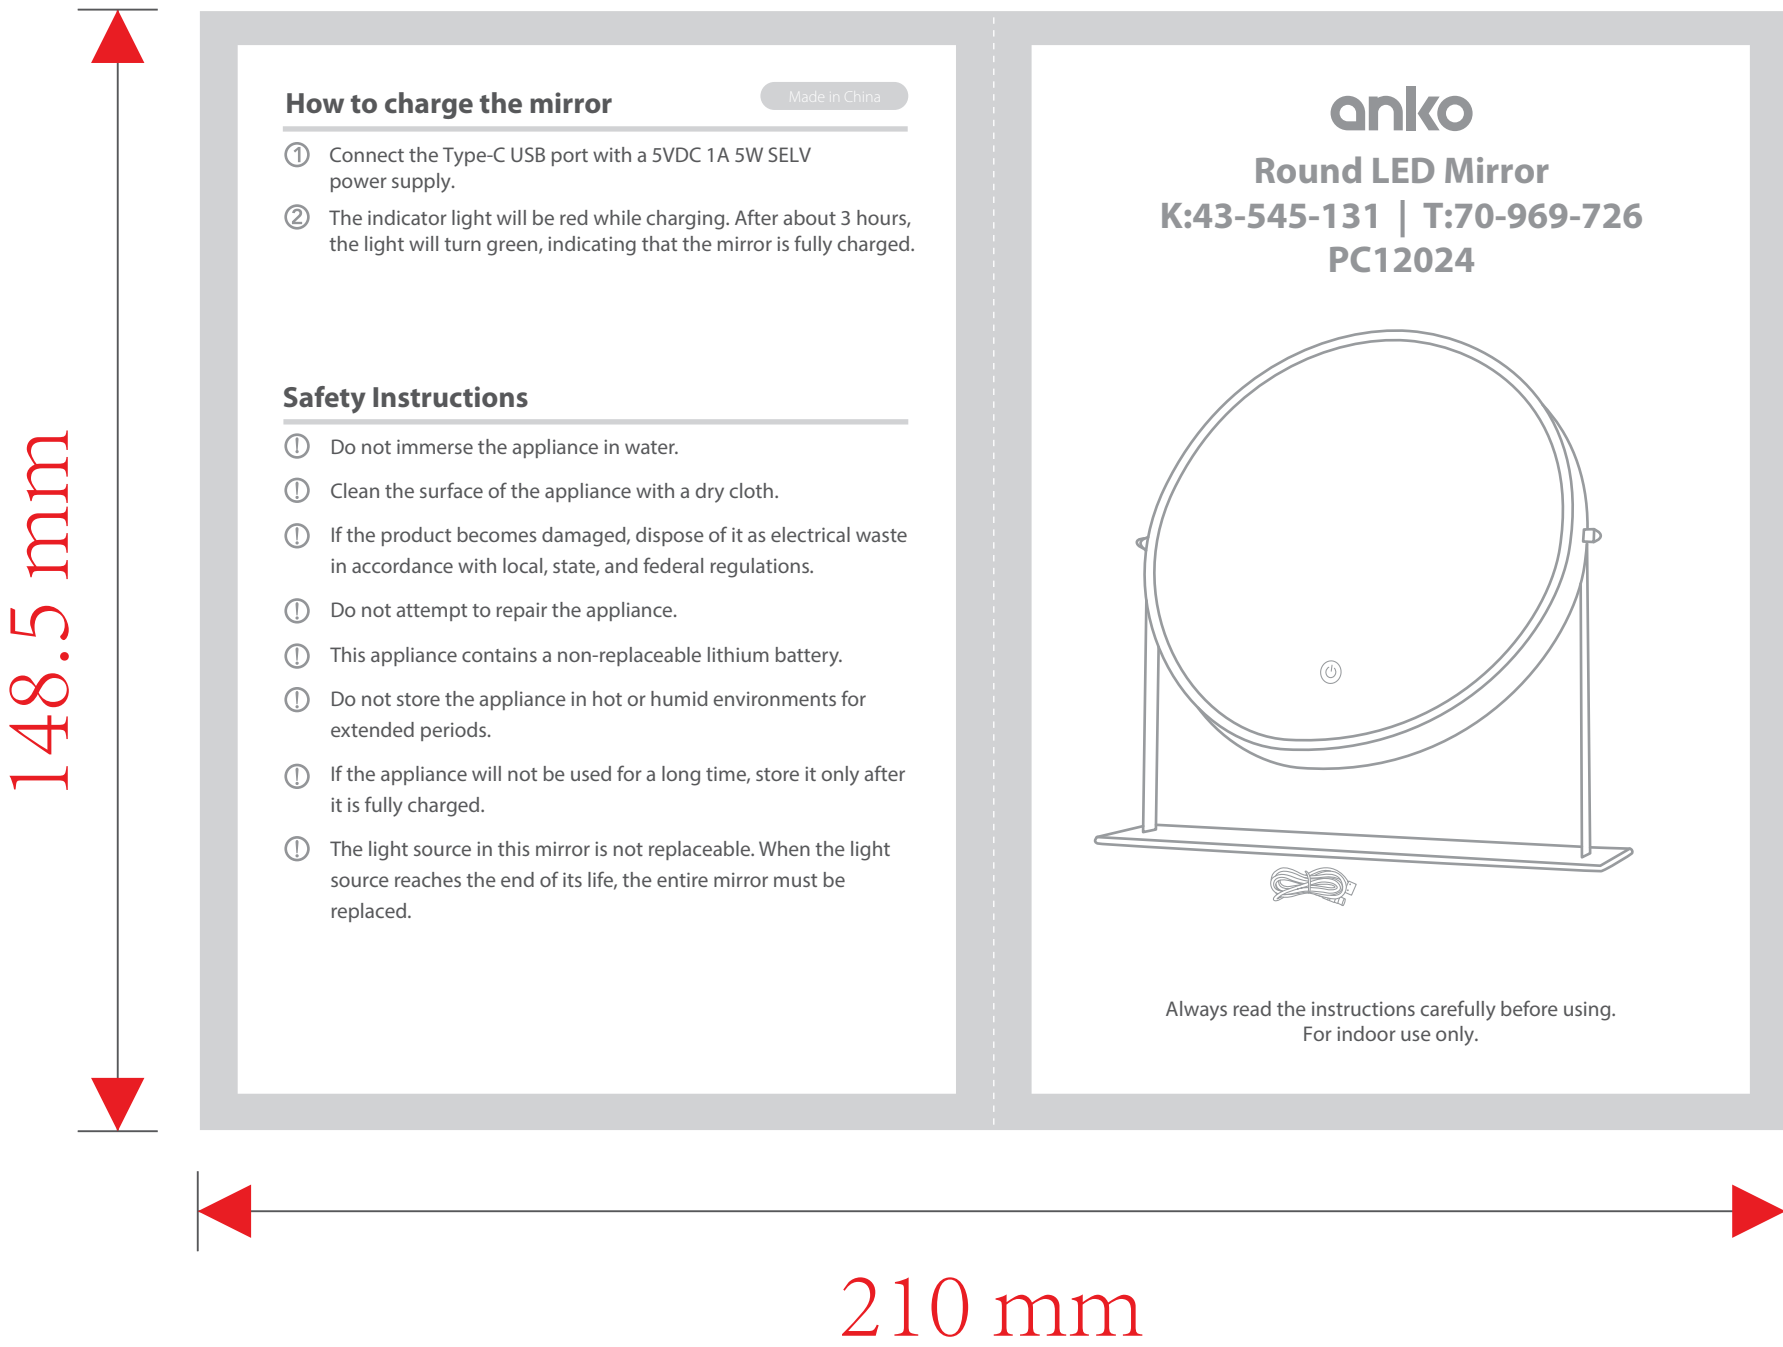 How to charge the mirror
Made in China
1 Connect the Type-C USB port with a 5VDC 1A 5W SELV
power supply.
2 The indicator light will be red while charging. After about 3 hours,
the light will turn green, indicating that the mirror is fully charged.
Safety Instructions
! Do not immerse the appliance in water.
! Clean the surface of the appliance with a dry cloth.
! If the product becomes damaged, dispose of it as electrical waste
in accordance with local, state, and federal regulations.
! Do not attempt to repair the appliance.
! This appliance contains a non-replaceable lithium battery.
! Do not store the appliance in hot or humid environments for
extended periods.
! If the appliance will not be used for a long time, store it only after
it is fully charged.
! The light source in this mirror is not replaceable. When the light
source reaches the end of its life, the entire mirror must be
replaced.
anko
Round LED Mirror
K:43-545-131 | T:70-969-726
PC12024
Always read the instructions carefully before using.
For indoor use only.
148.5 mm
210 mm